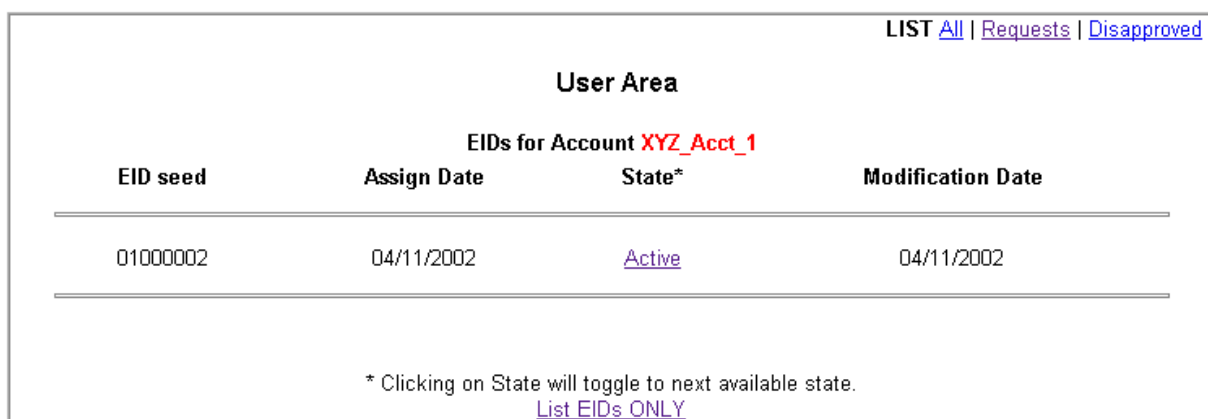 LIST All | Requests | Disapproved
User Area
EIDs for Account XYZ_Acct_1
EID seed Assign Date State* Modification Date
01000002 04/11/2002 Active 04/11/2002
* Clicking on State will toggle to next available state.
List EIDs ONLY